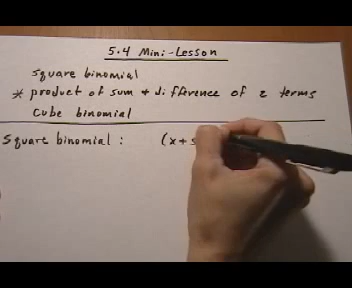 5.4 Mini-Lesson
square binomial
* product of sum + difference of 2 terms
cube binomial
square binomial : (x+